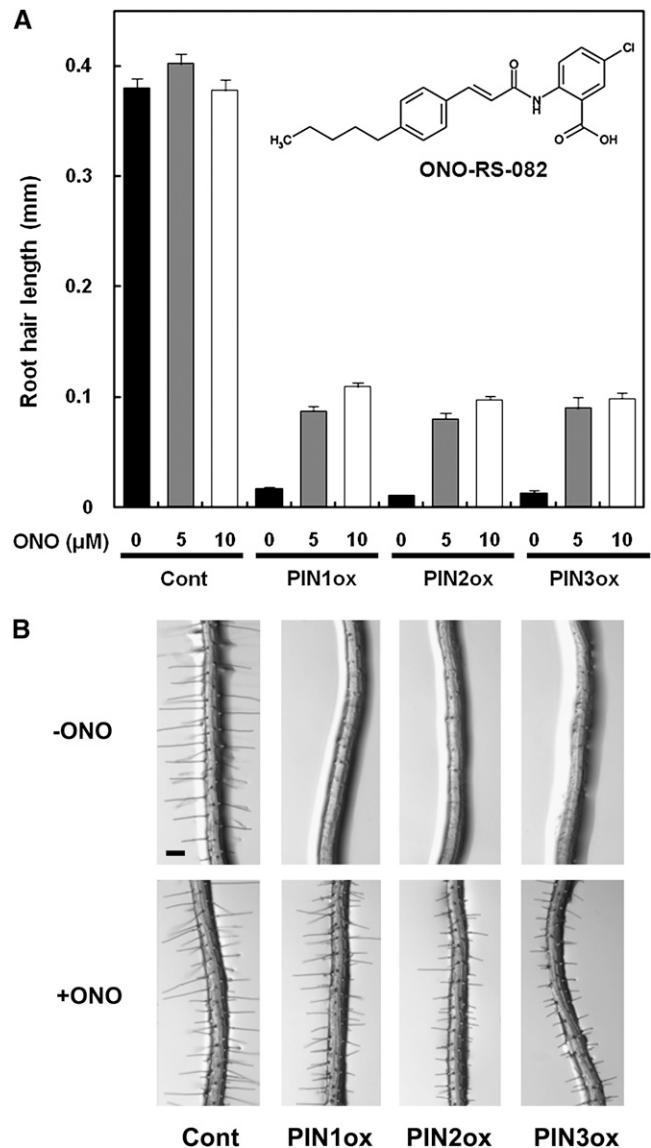 A
Root hair length (mm)
0.4
0.3
0.2
0.1
0
H₃C
O
N
H
Cl
O
OH
ONO-RS-082
ONO (µM) 0 5 10 0 5 10 0 5 10 0 5 10
Cont PIN1ox PIN2ox PIN3ox
B
-ONO
+ONO
Cont PIN1ox PIN2ox PIN3ox